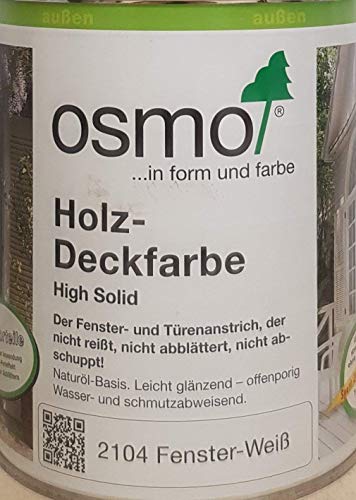 außen
außen
osmo®
...in form und farbe
Holz-
Deckfarbe
High Solid
Der Fenster- und Türenanstrich, der
nicht reißt, nicht abblättert, nicht ab-
schuppt!
Naturöl-Basis. Leicht glänzend – offenporig
Wasser- und schmutzabweisend.
2104 Fenster-Weiß